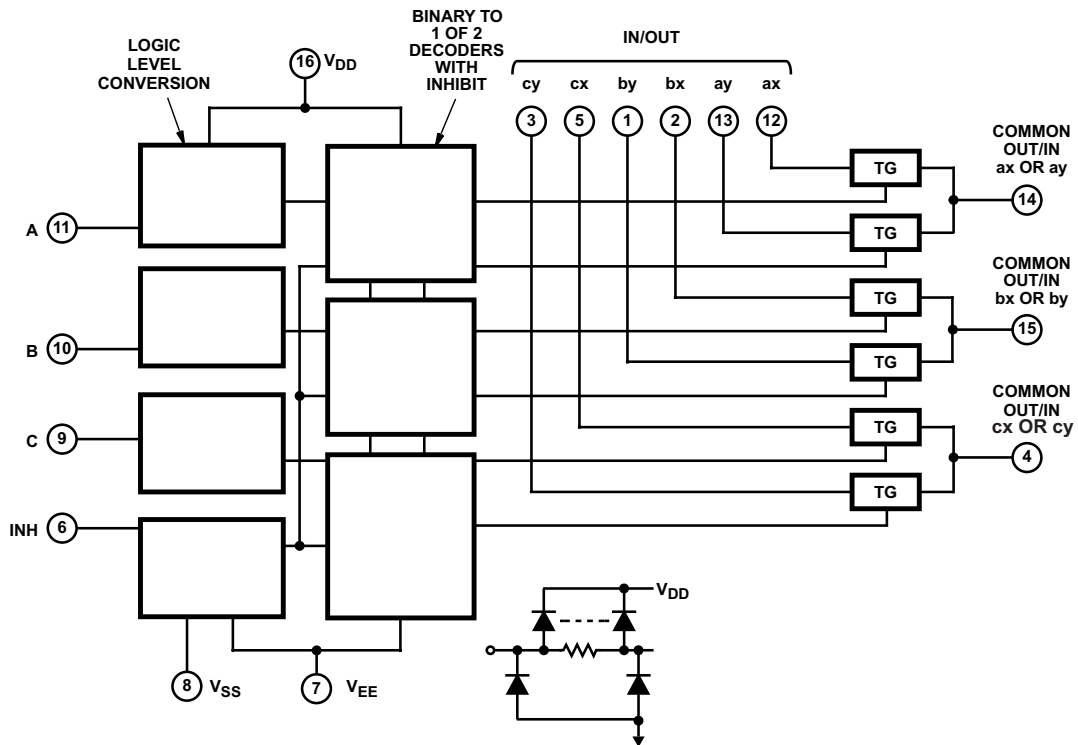 LOGIC
LEVEL
CONVERSION
16 VDD
BINARY TO
1 OF 2
DECODERS
WITH
INHIBIT
IN/OUT
cy cx by bx ay ax
3 5 1 2 13 12
COMMON
OUT/IN
ax OR ay
14
TG
TG
A 11
COMMON
OUT/IN
bx OR by
15
TG
TG
B 10
COMMON
OUT/IN
cx OR cy
4
TG
TG
C 9
INH 6
8 VSS
7 VEE
VDD